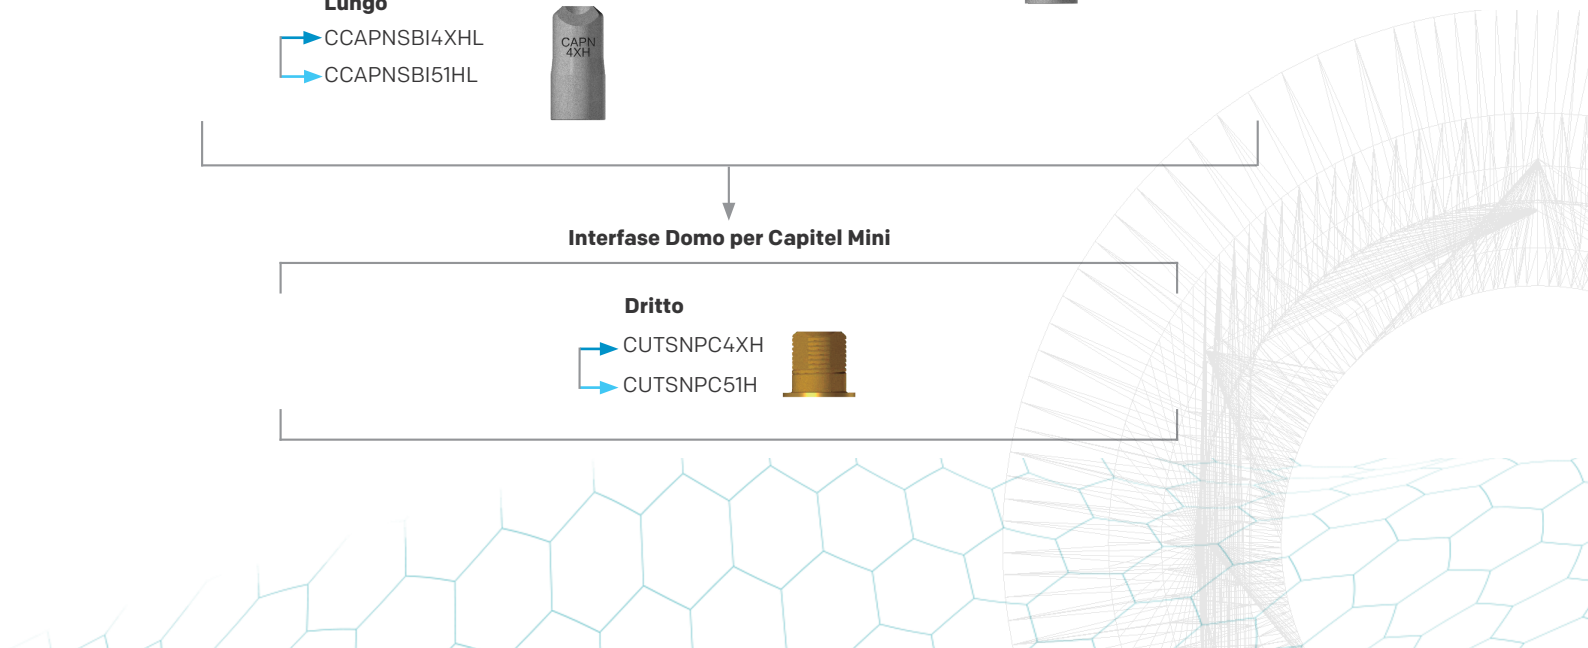 Lungo
CCAPNSBI4XHL
CCAPNSBI51HL
CAPN
4XH
Interfase Domo per Capitel Mini
Dritto
CUTSNPC4XH
CUTSNPC51H